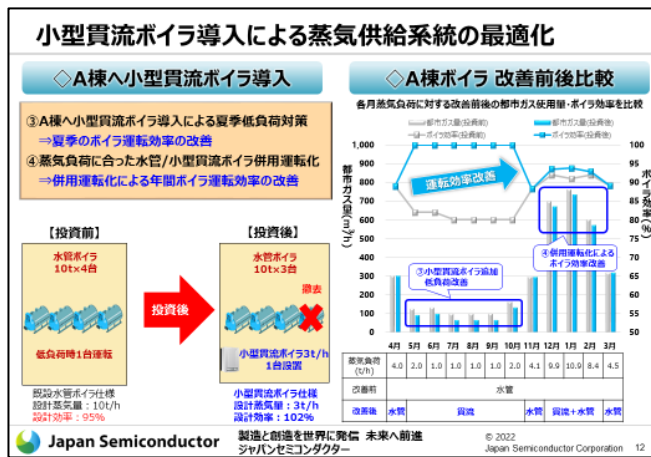 小型貫流ボイラ導入による蒸気供給系統の最適化
◇A棟へ小型貫流ボイラ導入
③A棟へ小型貫流ボイラ導入による夏季低負荷対策
⇒夏季のボイラ運転効率の改善
④蒸気負荷に合った水管/小型貫流ボイラ併用運転化
⇒併用運転化による年間ボイラ運転効率の改善
【投資前】
水管ボイラ
10t×4台
低負荷時1台運転
既設水管ボイラ仕様
設計蒸気量：10t/h
設計効率：95%
投資後
【投資後】
水管ボイラ
10t×3台
撤去
小型貫流ボイラ3t/h
1台設置
小型貫流ボイラ仕様
設計蒸気量：3t/h
設計効率：102%
◇A棟ボイラ 改善前後比較
各月蒸気負荷に対する改善前後の都市ガス使用量・ボイラ効率を比較
都市ガス量(投資前) 都市ガス量(投資後)
ボイラ効率(投資前) ボイラ効率(投資後)
都市ガス量(m³/h)
1,000
900
800
700
600
500
400
300
200
100
0
ボイラ効率(%)
100
95
90
85
80
75
70
65
60
55
50
運転効率改善
③小型貫流ボイラ追加
低負荷改善
④併用運転化による
ボイラ効率改善
4月 5月 6月 7月 8月 9月 10月 11月 12月 1月 2月 3月
蒸気負荷(t/h) 4.0 2.0 1.0 1.0 1.0 1.0 2.0 4.1 9.9 10.9 8.4 4.5
改善前 水管
改善後 水管 貫流 水管 貫流+水管 水管
Japan Semiconductor
製造と創造を世界に発信 未来へ前進
ジャパンセミコンダクター
© 2022
Japan Semiconductor Corporation 12